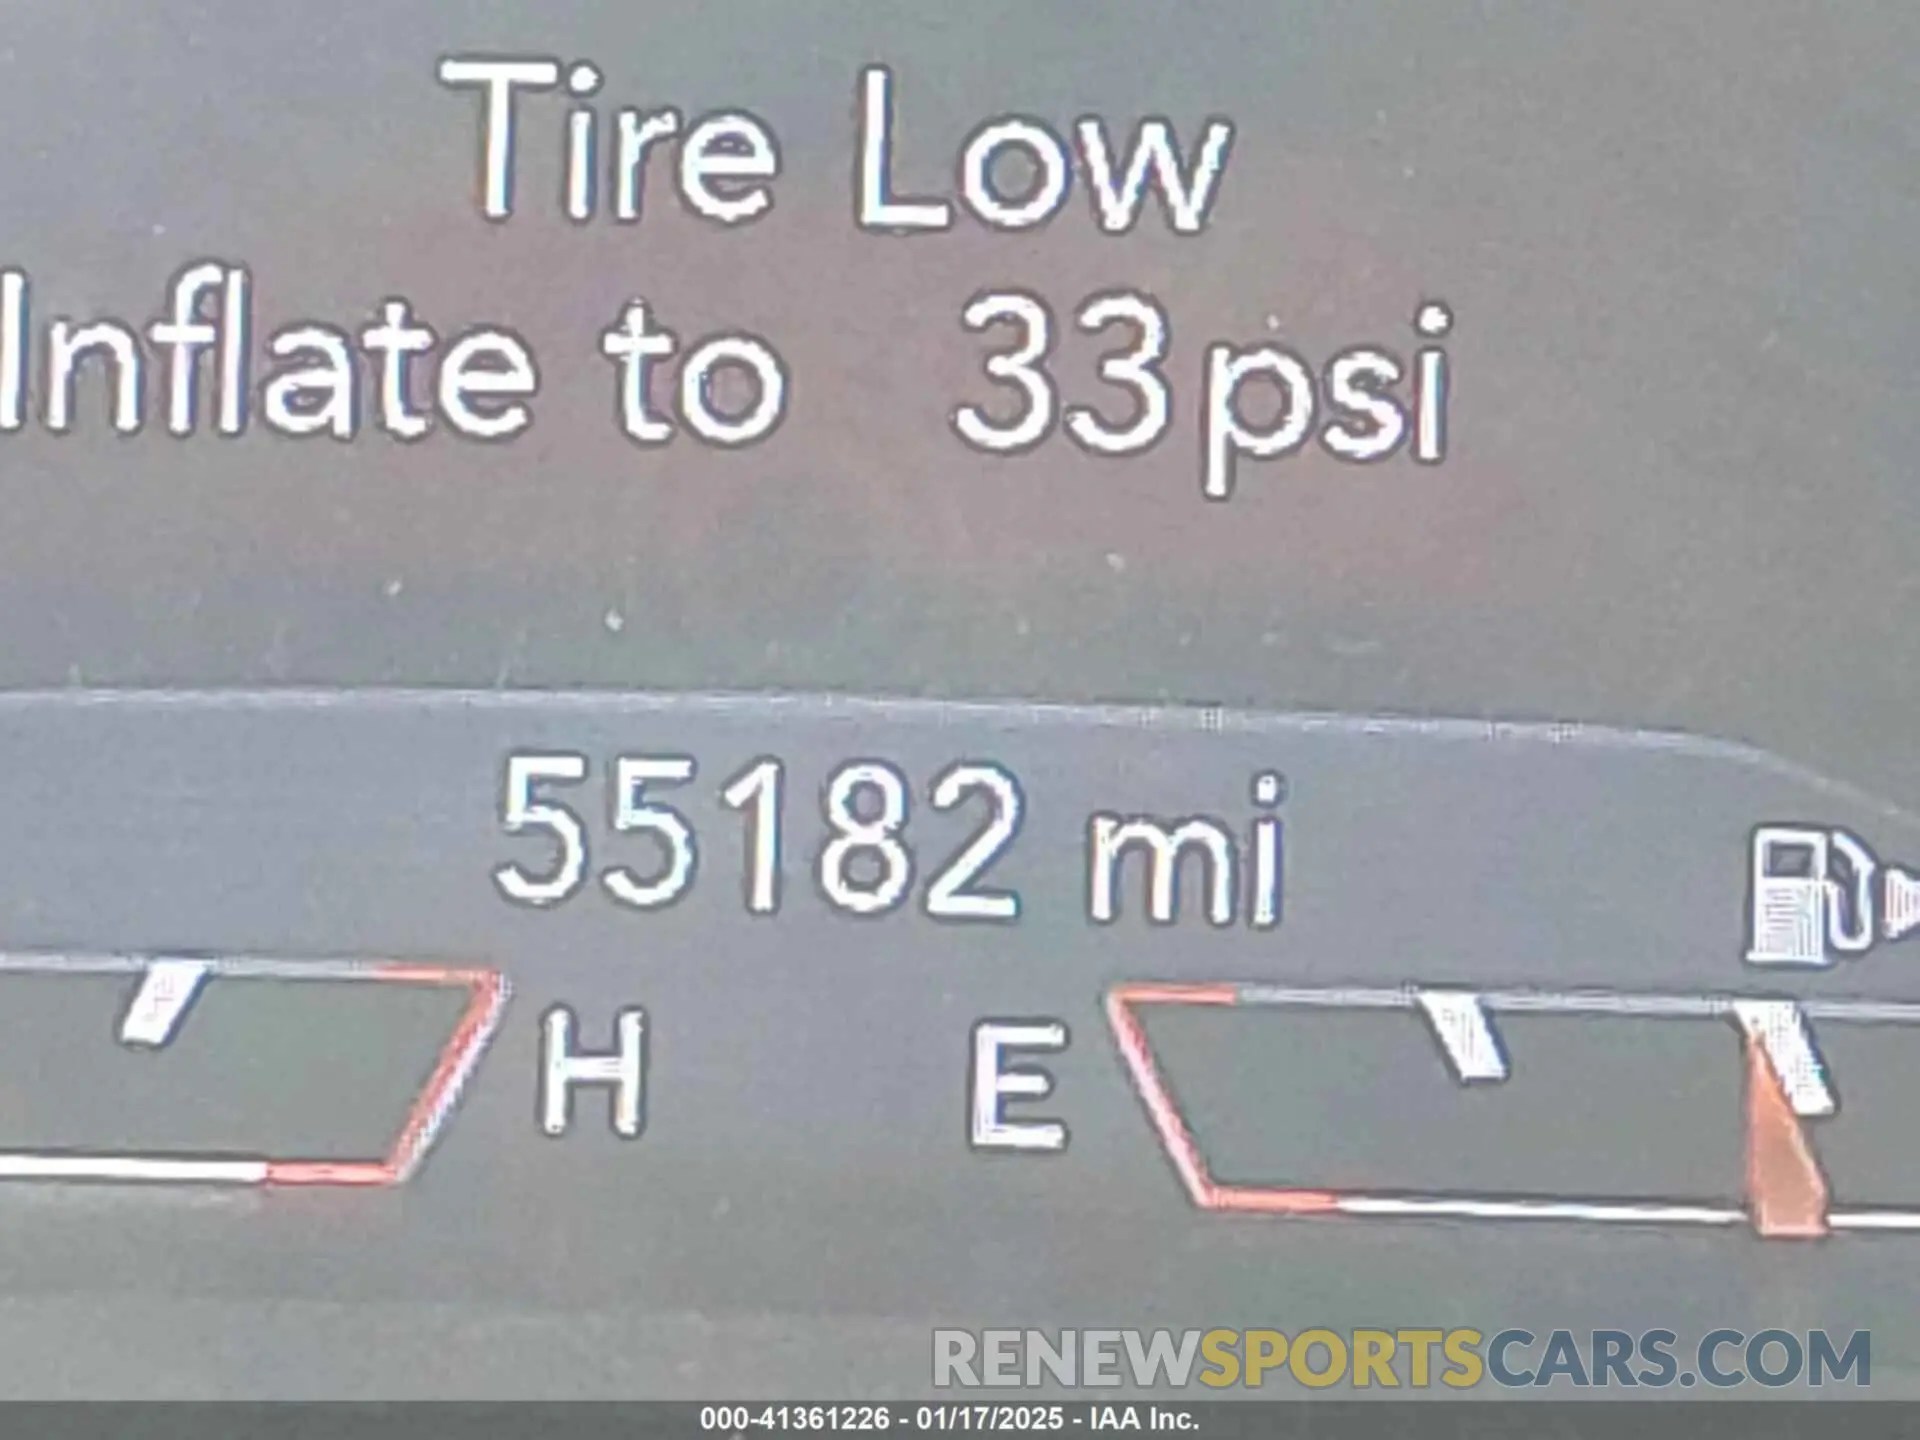 Tire Low
Inflate to 33psi
55182 mi
H E
RENEWSPORTSCARS.COM
000-41361226 - 01/17/2025 - IAA Inc.